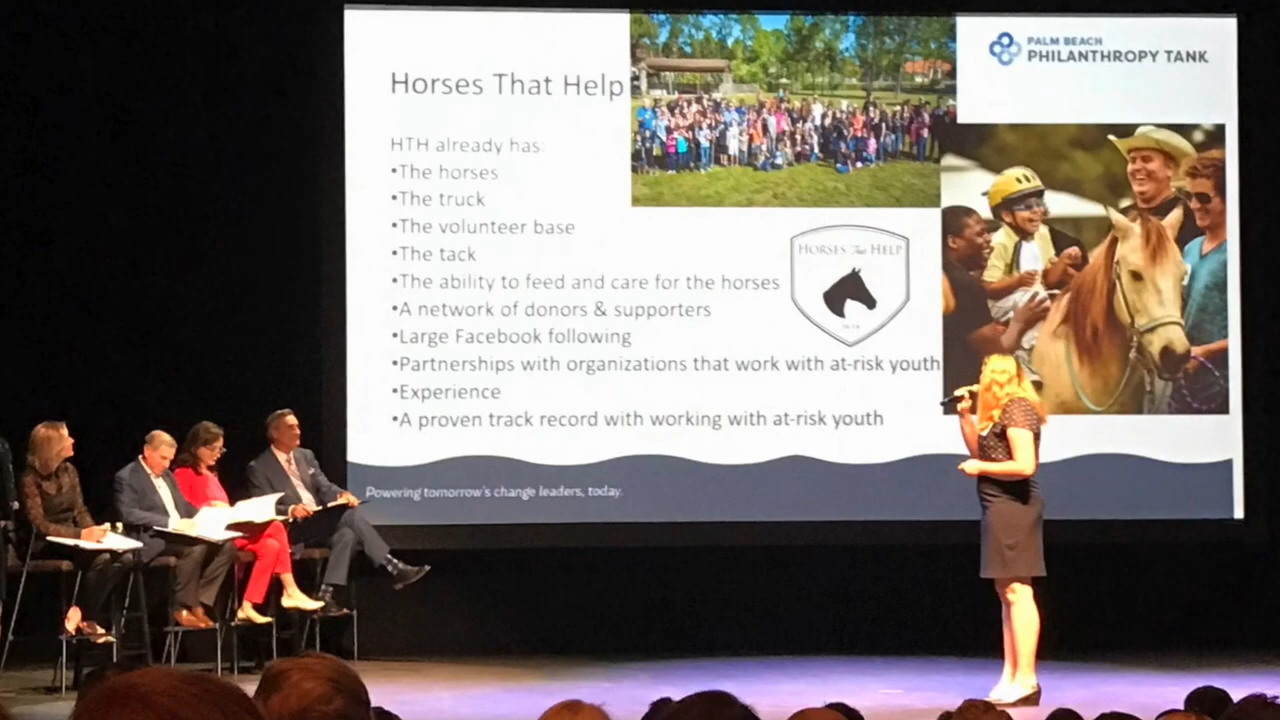 PALM BEACH
PHILANTHROPY TANK
Horses That Help
HTH already has:
•The horses
•The truck
•The volunteer base
•The tack
•The ability to feed and care for the horses
•A network of donors & supporters
•Large Facebook following
•Partnerships with organizations that work with at-risk youth
•Experience
•A proven track record with working with at-risk youth
HORSES That HELP
Powering tomorrow's change leaders, today.